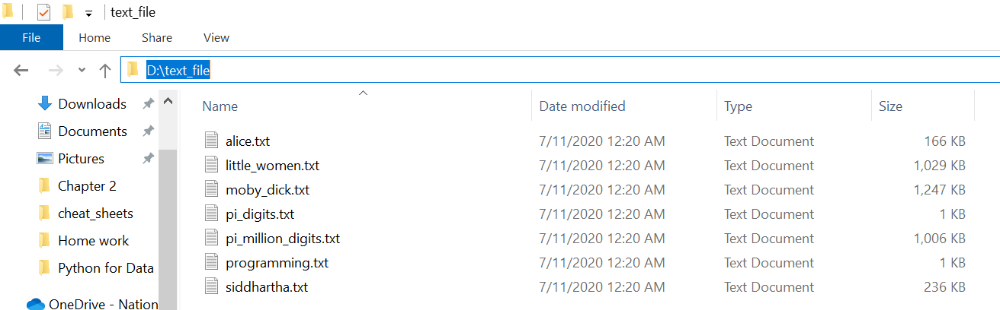 text_file
File Home Share View
D:\text_file
Downloads
Documents
Pictures
Chapter 2
cheat_sheets
Home work
Python for Data
OneDrive - Nation
Name Date modified Type Size
alice.txt 7/11/2020 12:20 AM Text Document 166 KB
little_women.txt 7/11/2020 12:20 AM Text Document 1,029 KB
moby_dick.txt 7/11/2020 12:20 AM Text Document 1,247 KB
pi_digits.txt 7/11/2020 12:20 AM Text Document 1 KB
pi_million_digits.txt 7/11/2020 12:20 AM Text Document 1,006 KB
programming.txt 7/11/2020 12:20 AM Text Document 1 KB
siddhartha.txt 7/11/2020 12:20 AM Text Document 236 KB